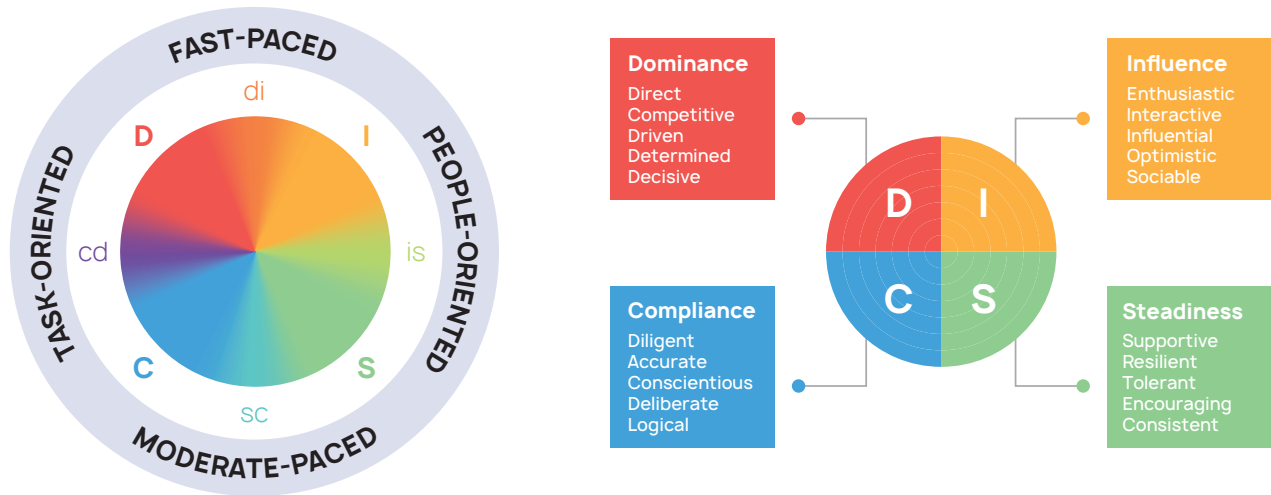 FAST-PACED
di
D
I
TASK-ORIENTED
PEOPLE-ORIENTED
cd
is
C
S
sc
MODERATE-PACED
Dominance
Direct
Competitive
Driven
Determined
Decisive
Influence
Enthusiastic
Interactive
Influential
Optimistic
Sociable
D
I
C
S
Compliance
Diligent
Accurate
Conscientious
Deliberate
Logical
Steadiness
Supportive
Resilient
Tolerant
Encouraging
Consistent